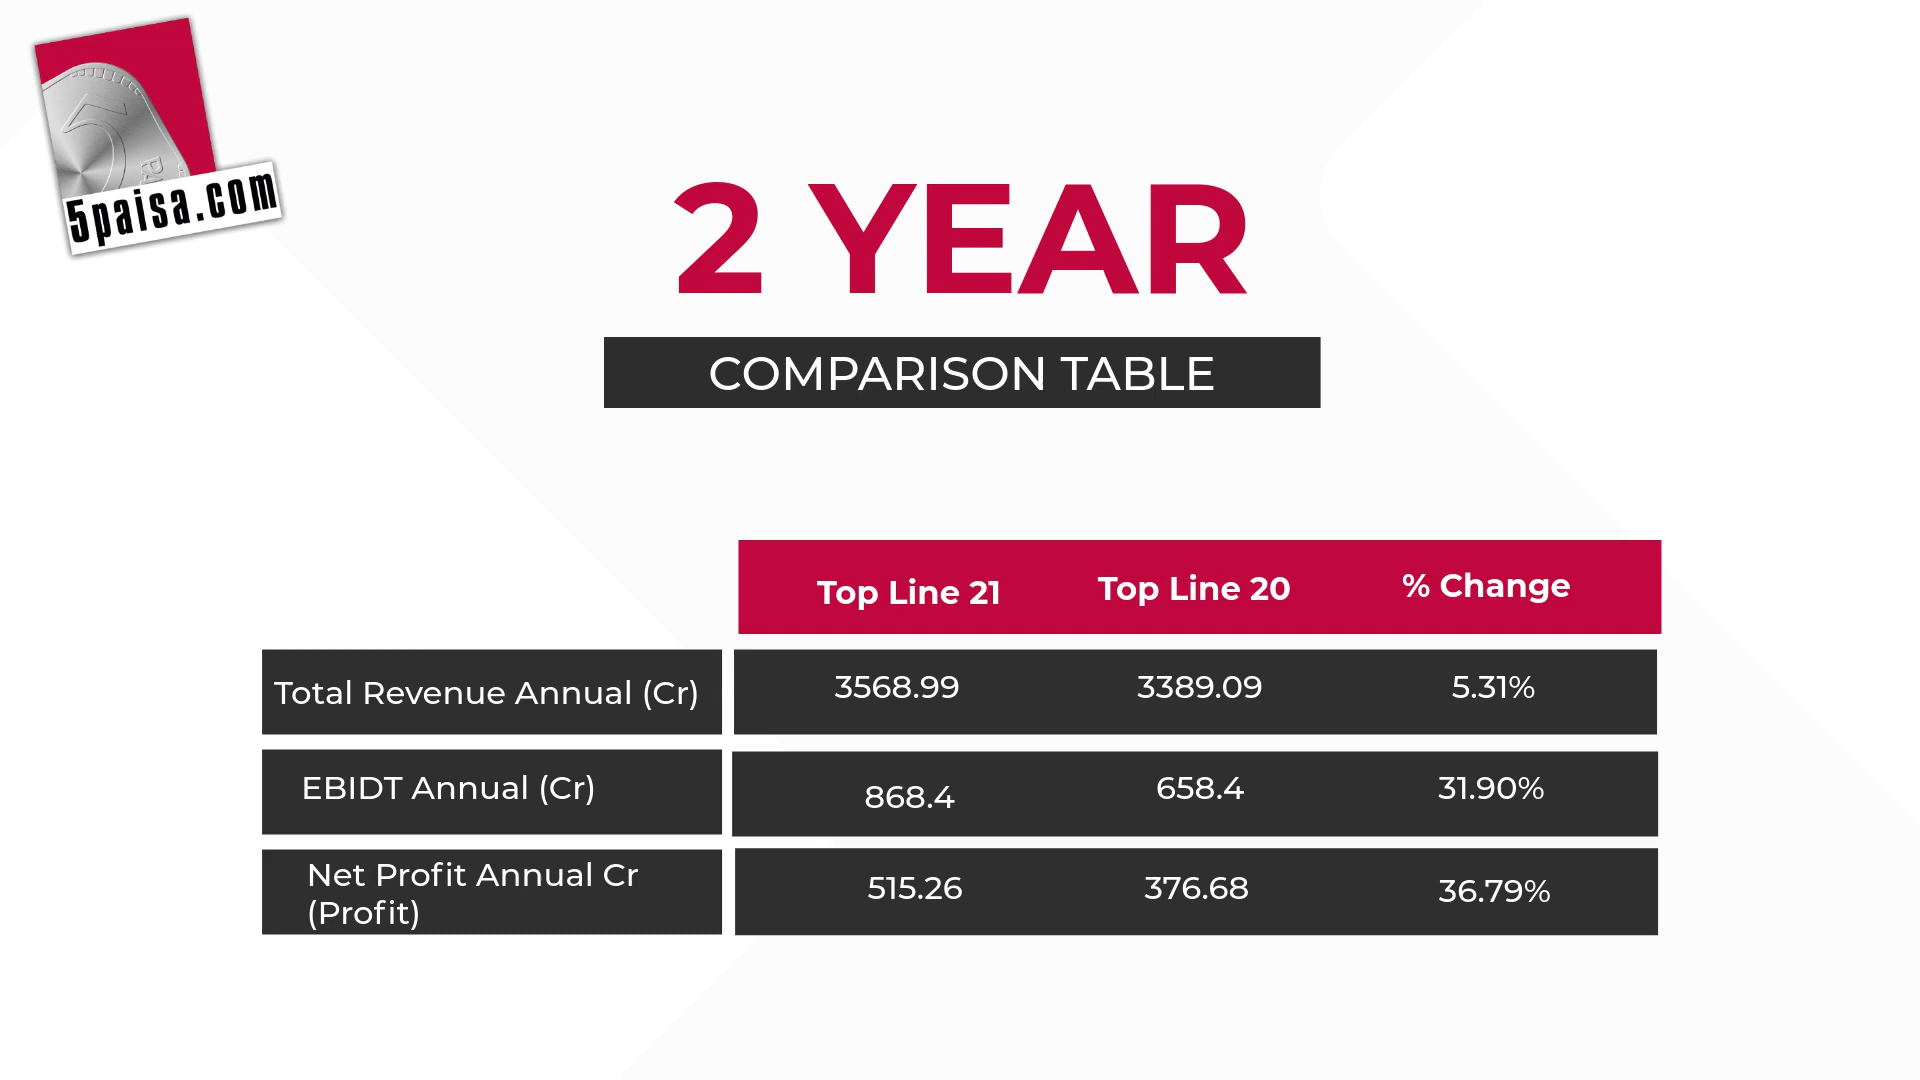 5paisa.com
2 YEAR
COMPARISON TABLE
Top Line 21 Top Line 20 % Change
Total Revenue Annual (Cr) 3568.99 3389.09 5.31%
EBIDT Annual (Cr) 868.4 658.4 31.90%
Net Profit Annual Cr
(Profit) 515.26 376.68 36.79%